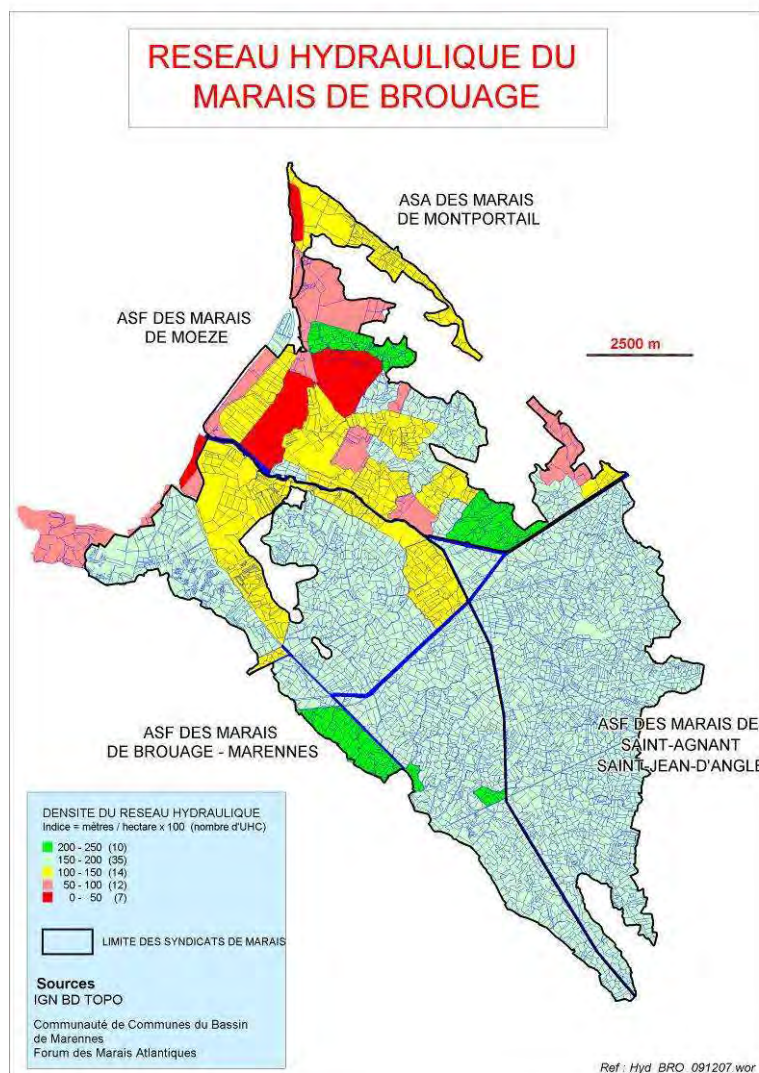 RESEAU HYDRAULIQUE DU
MARAIS DE BROUAGE
ASA DES MARAIS
DE MONTPORTAIL
ASF DES MARAIS
DE MOEZE
2500 m
ASF DES MARAIS
DE BROUAGE - MARENNES
ASF DES MARAIS DE
SAINT-AGNANT
SAINT-JEAN-D'ANGLE
DENSITE DU RESEAU HYDRAULIQUE
Indice = mètres / hectare x 100 (nombre d'UHC)
200 - 250 (10)
150 - 200 (35)
100 - 150 (14)
50 - 100 (12)
0 - 50 (7)
LIMITE DES SYNDICATS DE MARAIS
Sources
IGN BD TOPO
Communauté de Communes du Bassin
de Marennes
Forum des Marais Atlantiques
Ref : Hyd_BRO_091207.wor